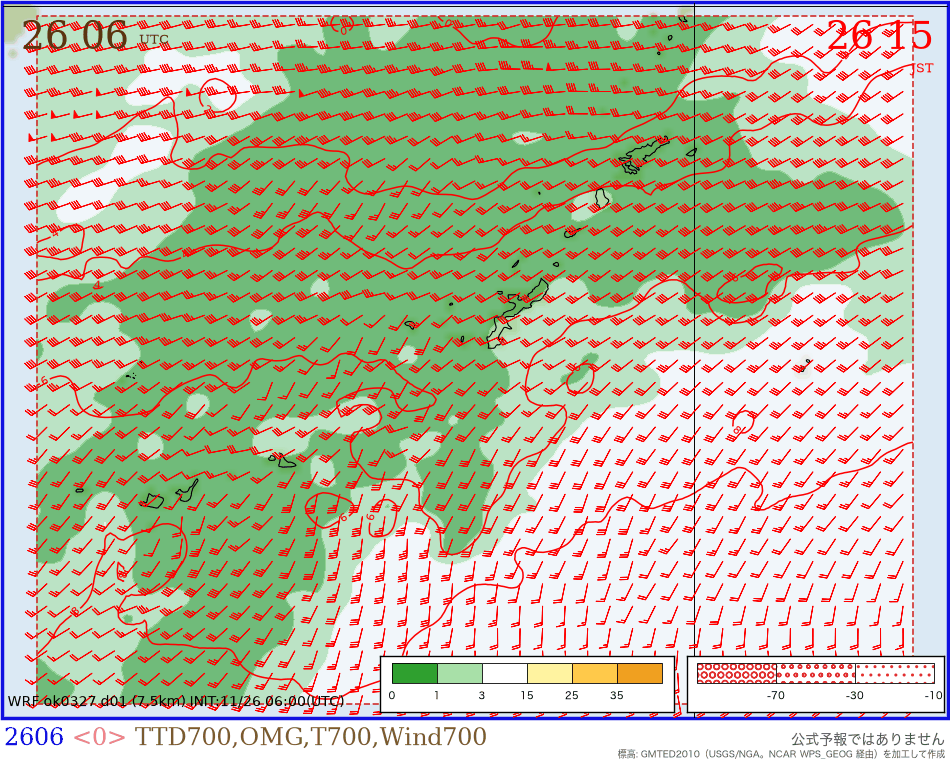 26 06 UTC
26 15
JST
WRF ok0327 d01 (7.5km) INIT:11/26 06:00(UTC)
0 1 3 15 25 35
-70 -30 -10
2606 <0> TTD700,OMG,T700,Wind700
公式予報ではありません
標高: GMTED2010（USGS/NGA。NCAR WPS_GEOG 経由）を加工して作成